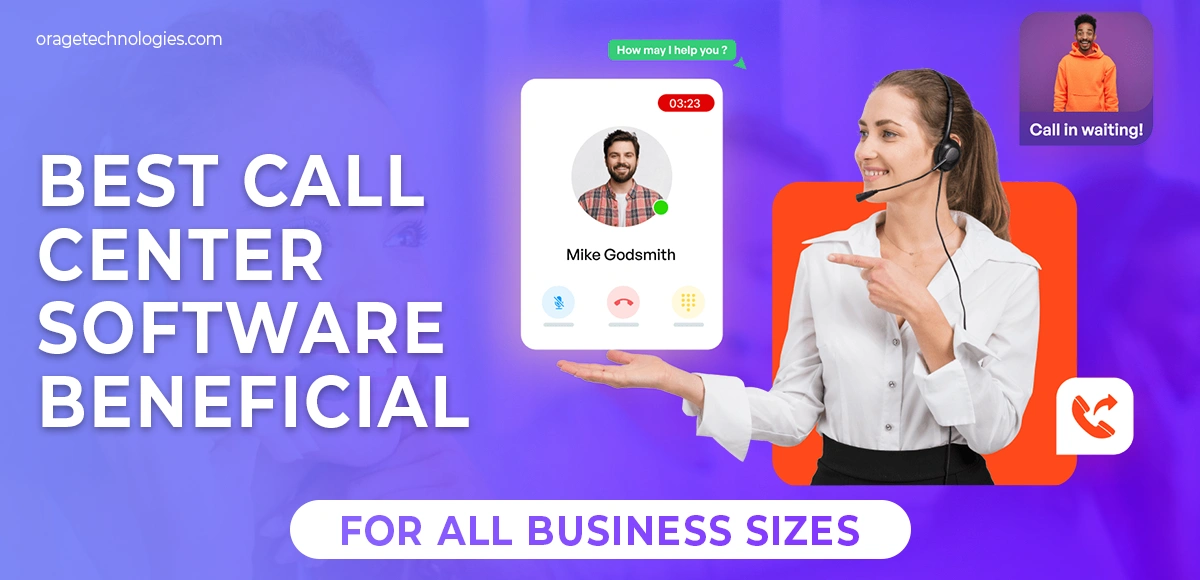 oragetechnologies.com
How may I help you ?
03:23
Call in waiting!
BEST CALL
CENTER
SOFTWARE
BENEFICIAL
Mike Godsmith
FOR ALL BUSINESS SIZES